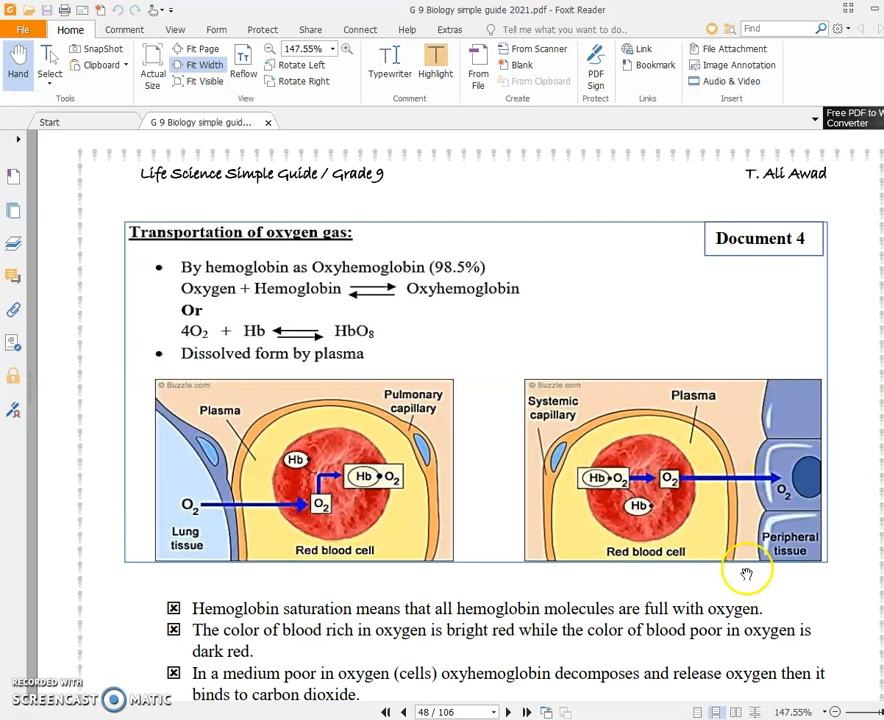 G 9 Biology simple guide 2021.pdf - Foxit Reader
File Home Comment View Form Protect Connect Help Extras Tell me what you want to do.. Find
Hand
Select
SnapShot
Clipboard
Tools
Actual Size
Fit Page
Fit Width
Fit Visible
Reflow
147.55%
Rotate Left
Rotate Right
View
Typewriter
Highlight
Comment
From File
From Scanner
Blank
From Clipboard
Create
PDF Sign
Protect
Link
Bookmark
Links
File Attachment
Image Annotation
Audio & Video
Insert
Start
G 9 Biology simple guid...
Free PDF to W
Converter
Life Science Simple Guide / Grade 9 T. Ali Awad
Transportation of oxygen gas:
Document 4
• By hemoglobin as Oxyhemoglobin (98.5%)
Oxygen + Hemoglobin ⇌ Oxyhemoglobin
Or
4O₂ + Hb ⇌ HbO₈
• Dissolved form by plasma
© Buzzle.com
Plasma
Pulmonary capillary
Hb
Hb•O₂
O₂
O₂
Lung tissue
Red blood cell
© Buzzle.com
Systemic capillary
Plasma
Hb•O₂
O₂
Hb
O₂
Red blood cell
Peripheral tissue
Hemoglobin saturation means that all hemoglobin molecules are full with oxygen.
The color of blood rich in oxygen is bright red while the color of blood poor in oxygen is
dark red.
In a medium poor in oxygen (cells) oxyhemoglobin decomposes and release oxygen then it
binds to carbon dioxide.
RECORDED WITH
SCREENCAST MATIC
48 / 106
147.55%